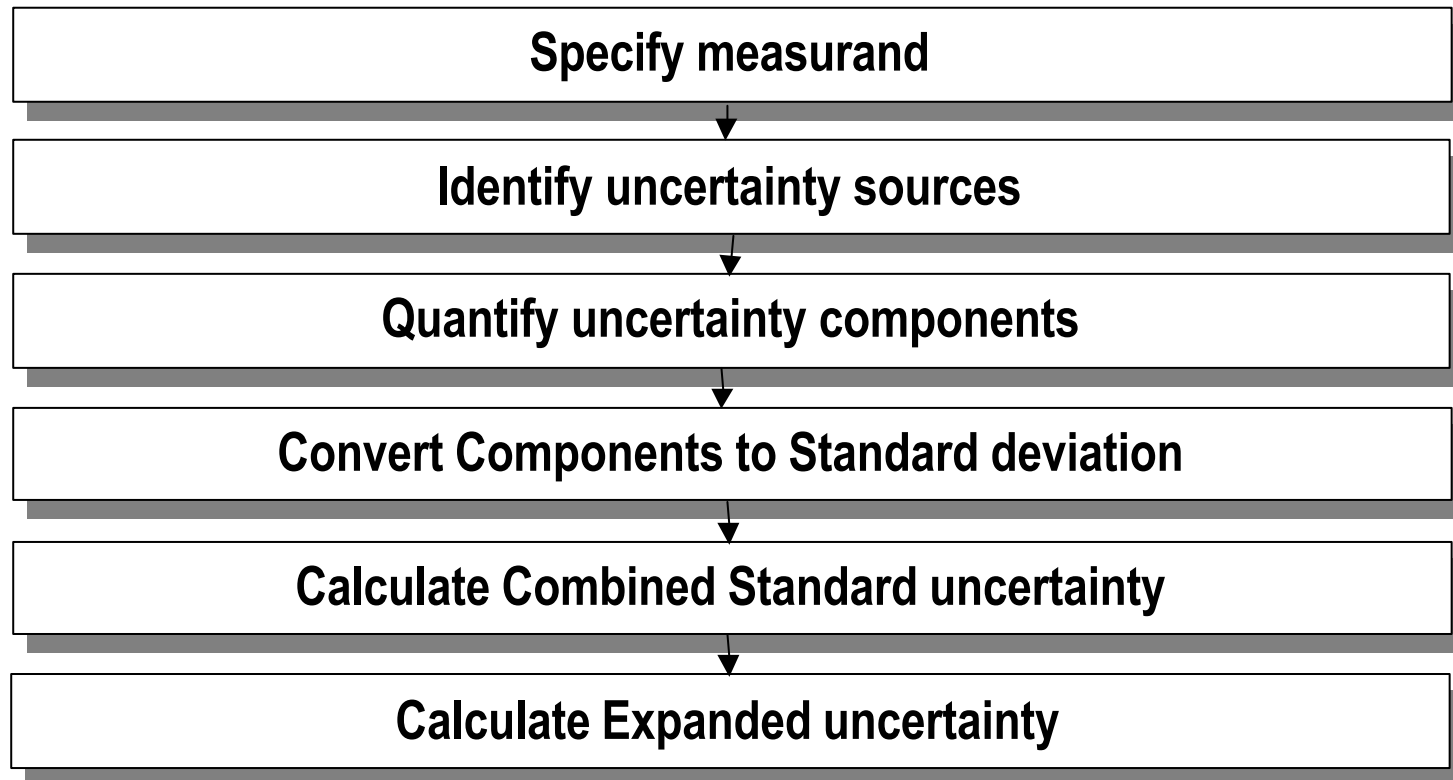 Specify measurand
Identify uncertainty sources
Quantify uncertainty components
Convert Components to Standard deviation
Calculate Combined Standard uncertainty
Calculate Expanded uncertainty